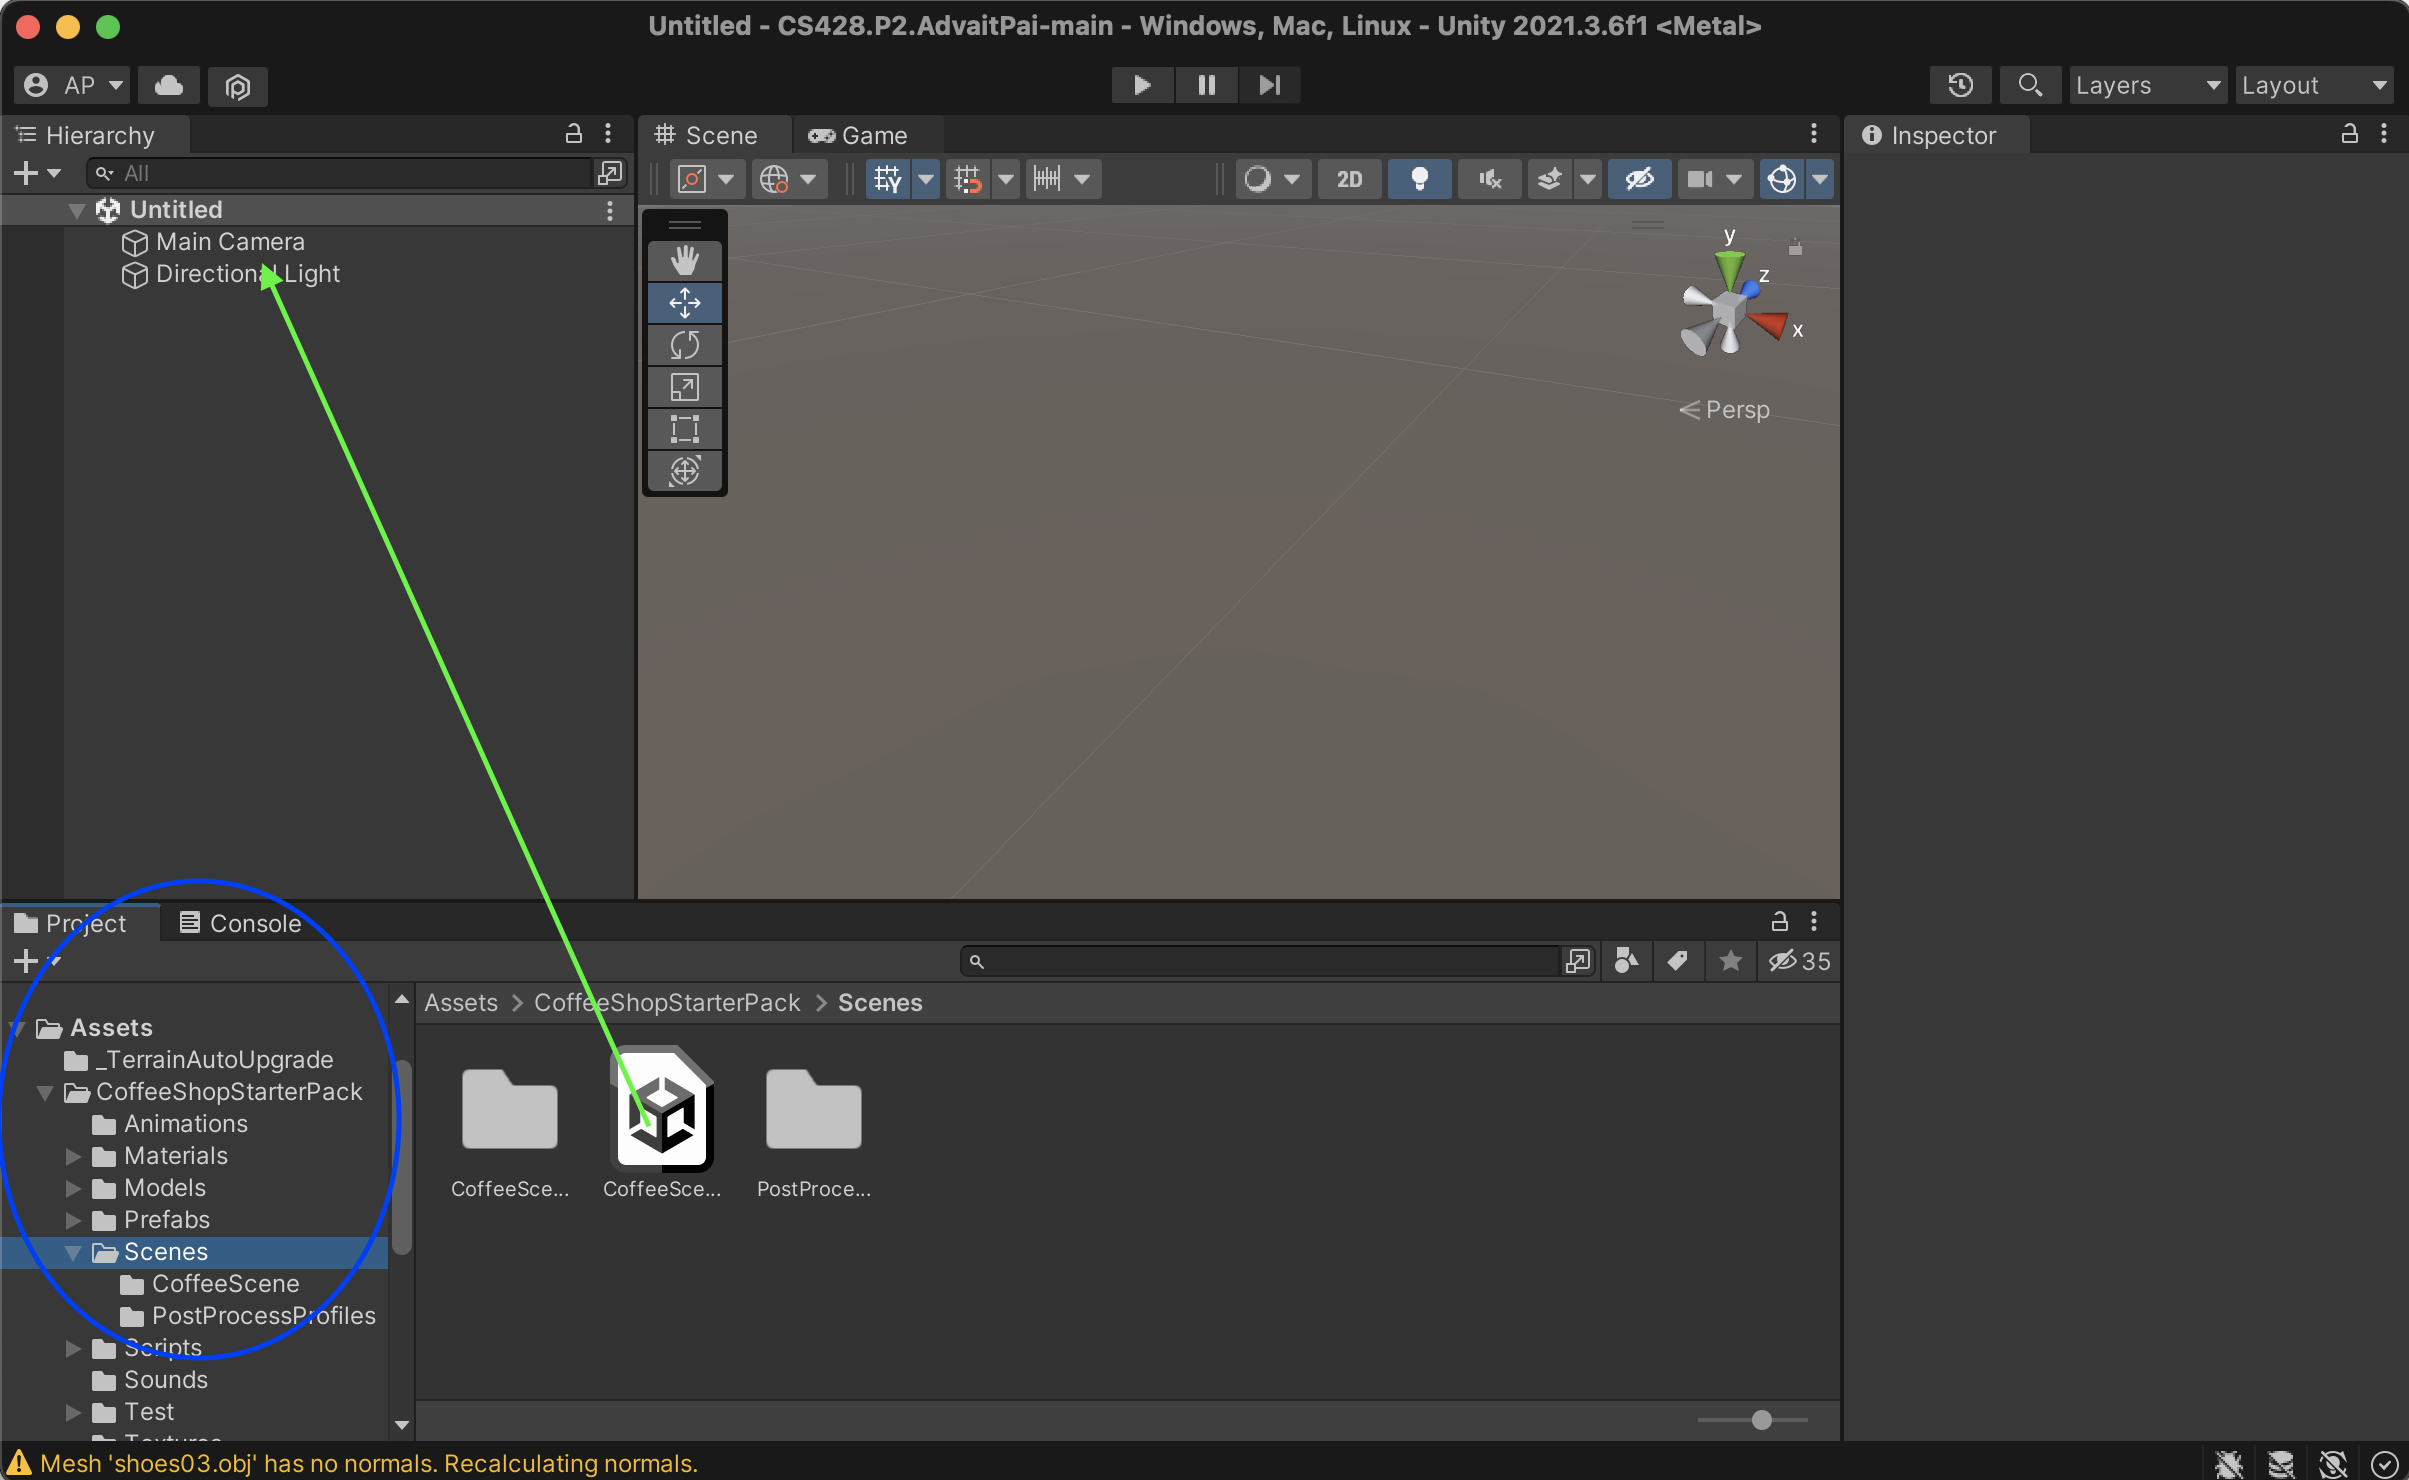 Untitled - CS428.P2.AdvaitPai-main - Windows, Mac, Linux - Unity 2021.3.6f1 <Metal>
AP
Layers
Layout
Hierarchy
All
Untitled
Main Camera
Directional Light
Scene
Game
2D
y
z
x
Persp
Inspector
Project
Console
35
Assets
_TerrainAutoUpgrade
CoffeeShopStarterPack
Animations
Materials
Models
Prefabs
Scenes
CoffeeScene
PostProcessProfiles
Scripts
Sounds
Test
Textures
Assets > CoffeeShopStarterPack > Scenes
CoffeeSce...
CoffeeSce...
PostProce...
Mesh 'shoes03.obj' has no normals. Recalculating normals.